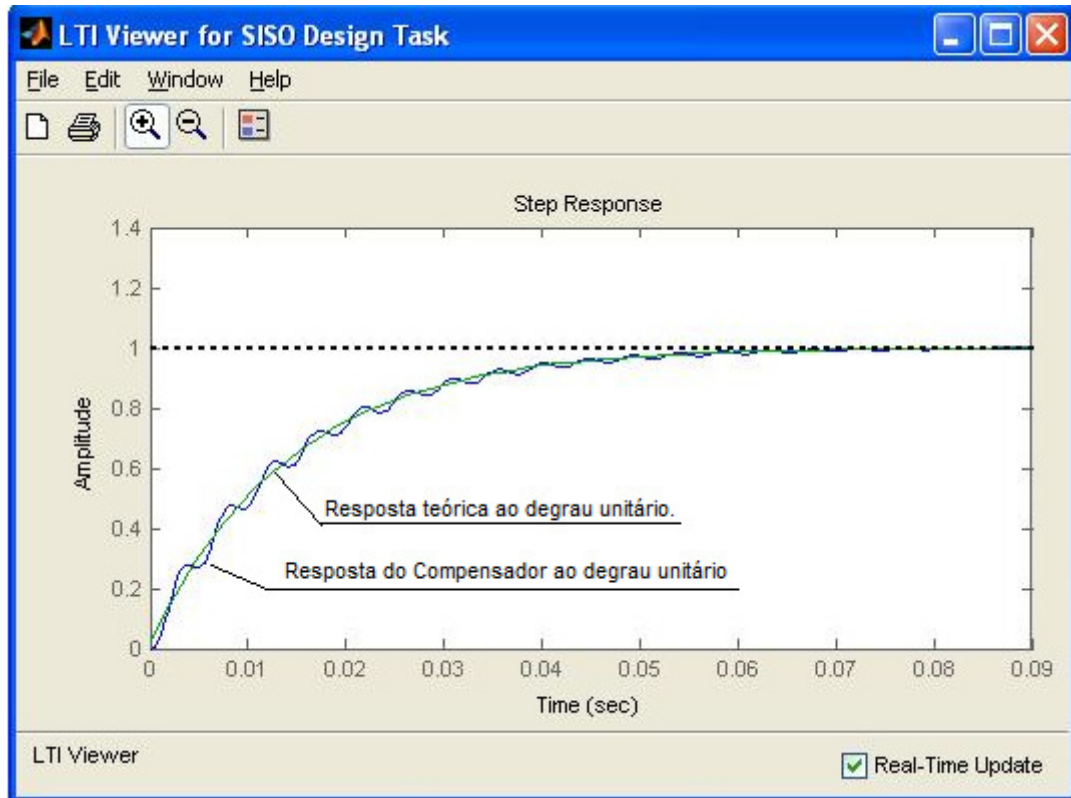 LTI Viewer for SISO Design Task
File Edit Window Help
Step Response
1.4
1.2
1
0.8
0.6
0.4
0.2
0
Amplitude
Resposta teórica ao degrau unitário.
Resposta do Compensador ao degrau unitário
0 0.01 0.02 0.03 0.04 0.05 0.06 0.07 0.08 0.09
Time (sec)
LTI Viewer
Real-Time Update